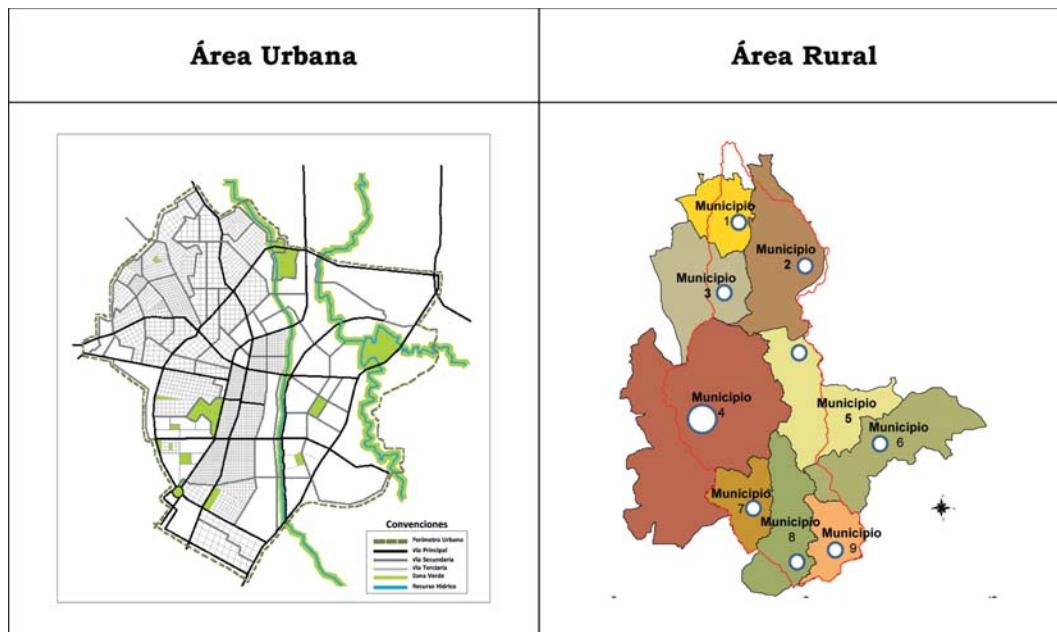 Área Urbana
Área Rural
Convenciones
Perímetro Urbano
Vía Principal
Vía Secundaria
Vía Terciaria
Zona Verde
Recurso Hídrico
Municipio
1
Municipio
2
Municipio
3
Municipio
4
Municipio
5
Municipio
6
Municipio
7
Municipio
8
Municipio
9